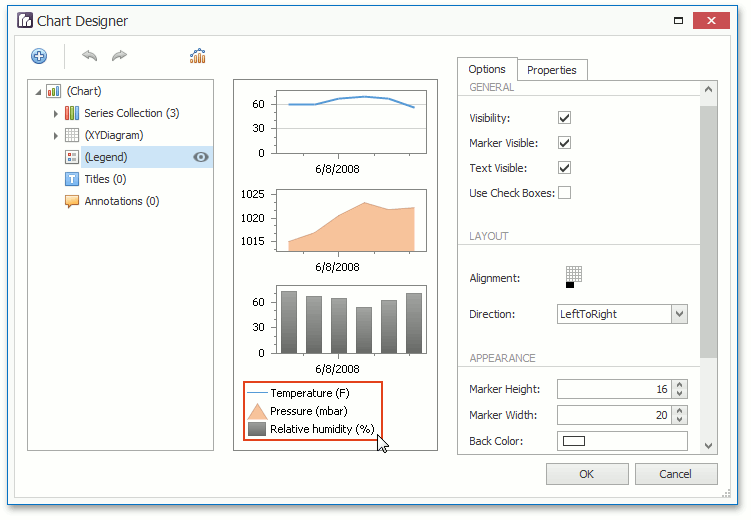 Chart Designer
(Chart)
Series Collection (3)
(XYDiagram)
(Legend)
Titles (0)
Annotations (0)
60
30
0
6/8/2008
1025
1020
1015
6/8/2008
60
30
0
6/8/2008
Temperature (F)
Pressure (mbar)
Relative humidity (%)
Options
Properties
GENERAL
Visibility:
Marker Visible:
Text Visible:
Use Check Boxes:
LAYOUT
Alignment:
Direction: LeftToRight
APPEARANCE
Marker Height: 16
Marker Width: 20
Back Color:
OK
Cancel